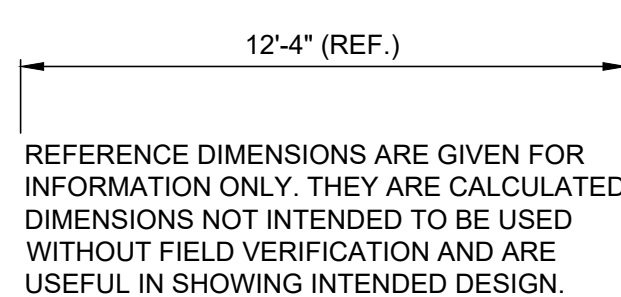 12'-4" (REF.)
REFERENCE DIMENSIONS ARE GIVEN FOR
INFORMATION ONLY. THEY ARE CALCULATED
DIMENSIONS NOT INTENDED TO BE USED
WITHOUT FIELD VERIFICATION AND ARE
USEFUL IN SHOWING INTENDED DESIGN.